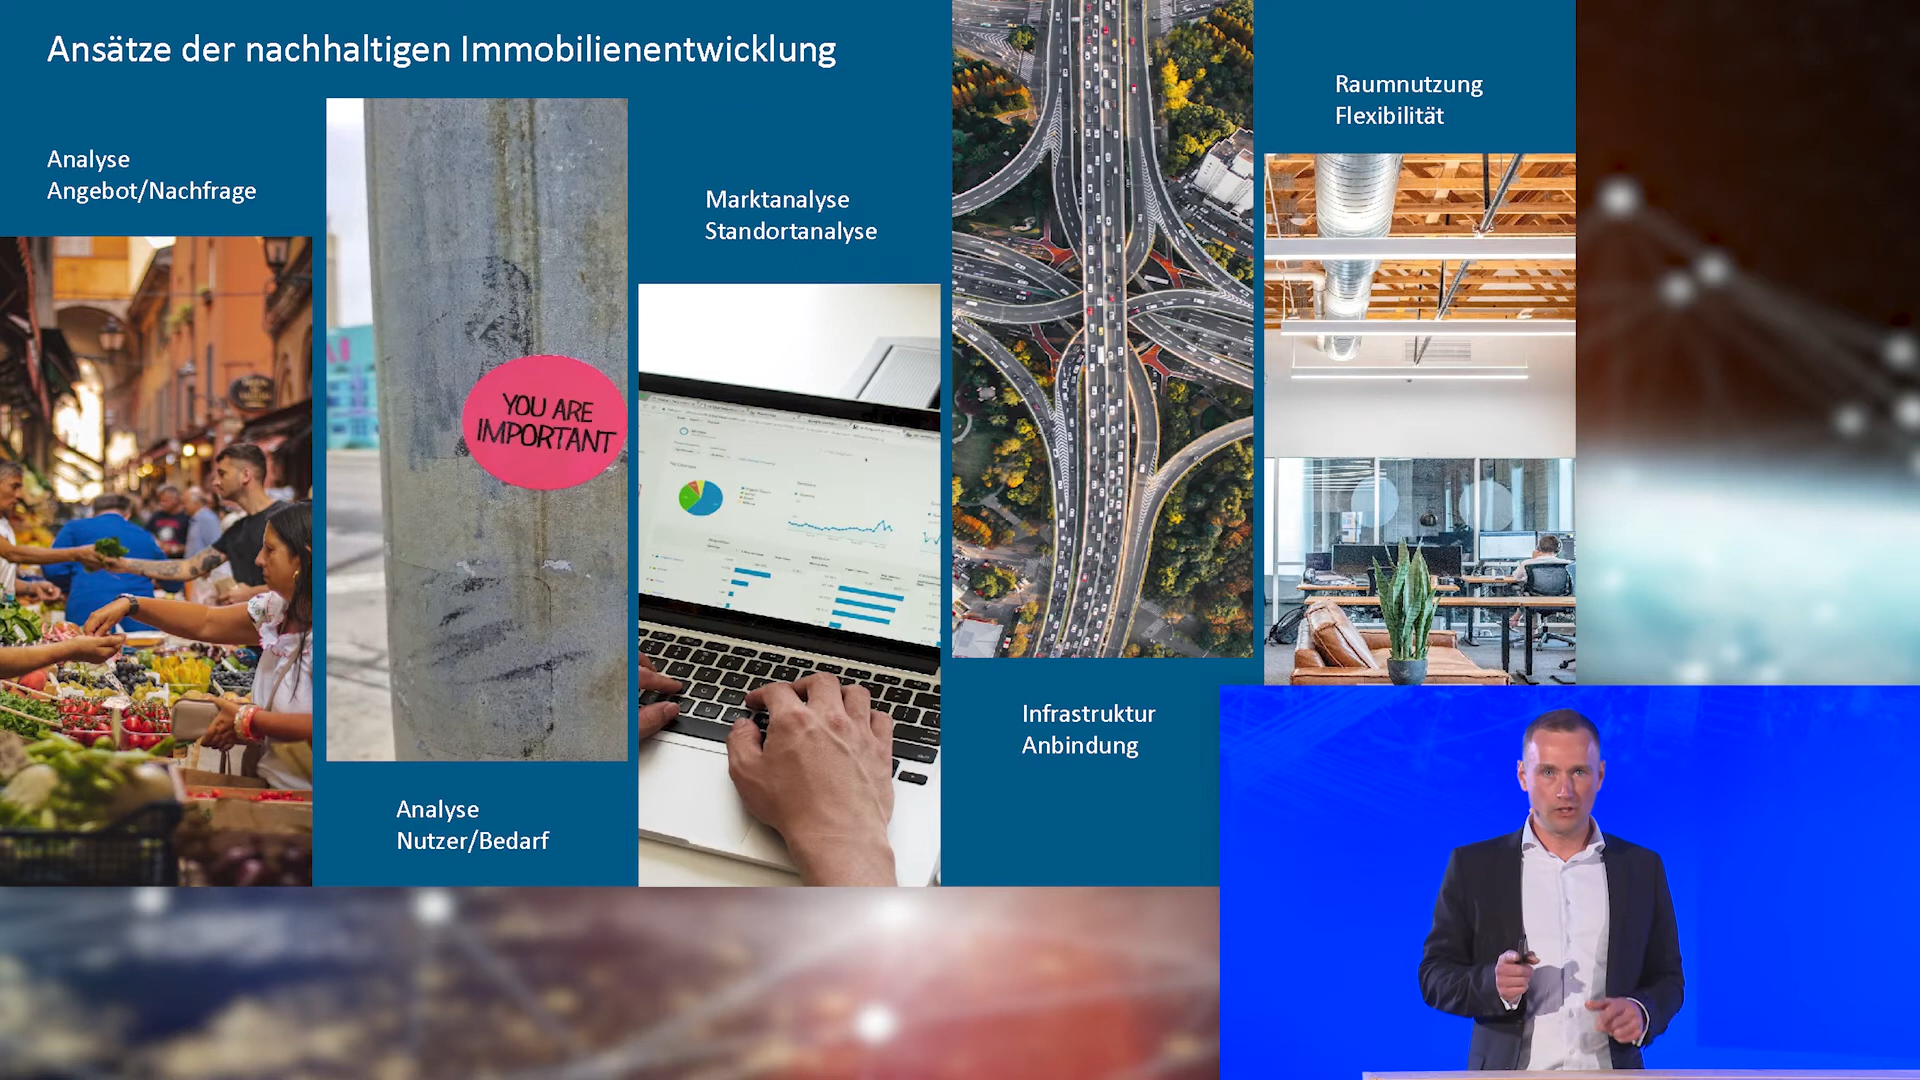 Ansätze der nachhaltigen Immobilienentwicklung
Analyse
Angebot/Nachfrage
YOU ARE
IMPORTANT
Analyse
Nutzer/Bedarf
Marktanalyse
Standortanalyse
Infrastruktur
Anbindung
Raumnutzung
Flexibilität